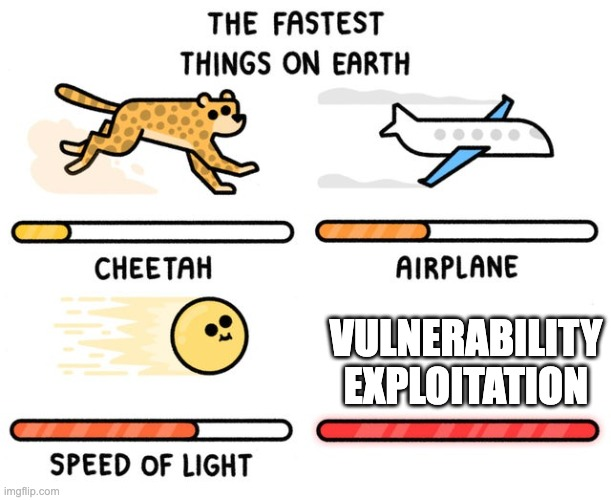 THE FASTEST
THINGS ON EARTH
CHEETAH
AIRPLANE
VULNERABILITY
EXPLOITATION
SPEED OF LIGHT
imgflip.com